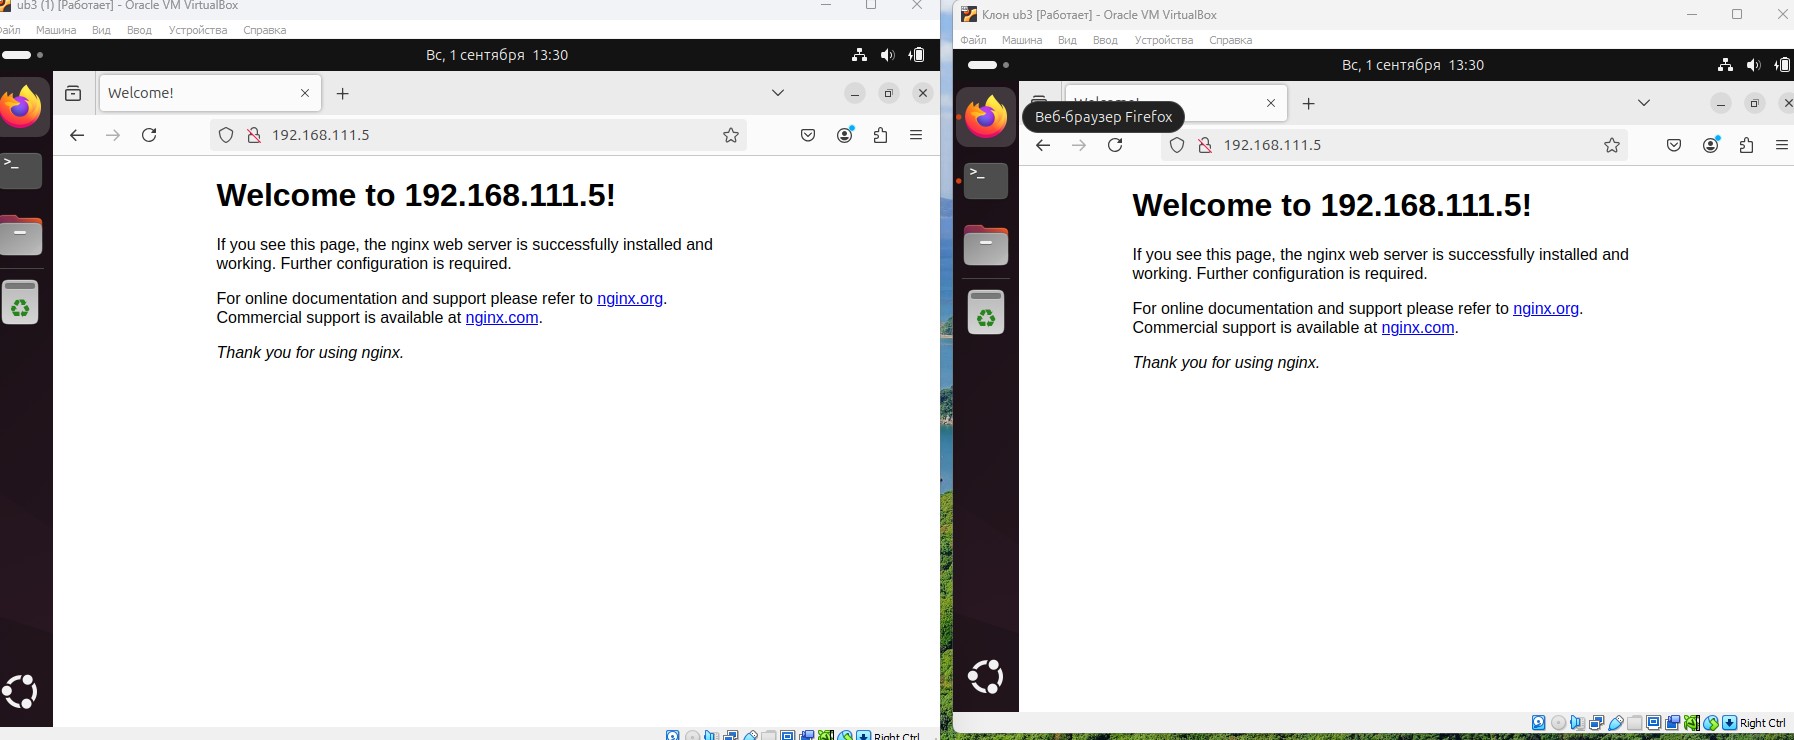 ub3 (1) [Работает] - Oracle VM VirtualBox
Файл Машина Вид Ввод Устройства Справка
Вс, 1 сентября 13:30
Welcome!
192.168.111.5
Welcome to 192.168.111.5!
If you see this page, the nginx web server is successfully installed and
working. Further configuration is required.
For online documentation and support please refer to nginx.org.
Commercial support is available at nginx.com.
Thank you for using nginx.
Right Ctrl
Клон ub3 [Работает] - Oracle VM VirtualBox
Файл Машина Вид Ввод Устройства Справка
Вс, 1 сентября 13:30
Welcome!
Веб-браузер Firefox
192.168.111.5
Welcome to 192.168.111.5!
If you see this page, the nginx web server is successfully installed and
working. Further configuration is required.
For online documentation and support please refer to nginx.org.
Commercial support is available at nginx.com.
Thank you for using nginx.
Right Ctrl